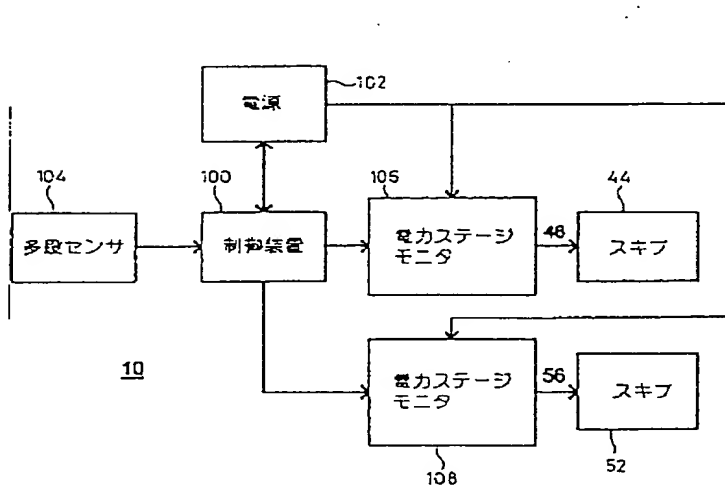 102
電源
104
100
105
44
多段センサ
制御装置
電力ステージ
モニタ
46
スキブ
10
電力ステージ
モニタ
56
スキブ
108
52